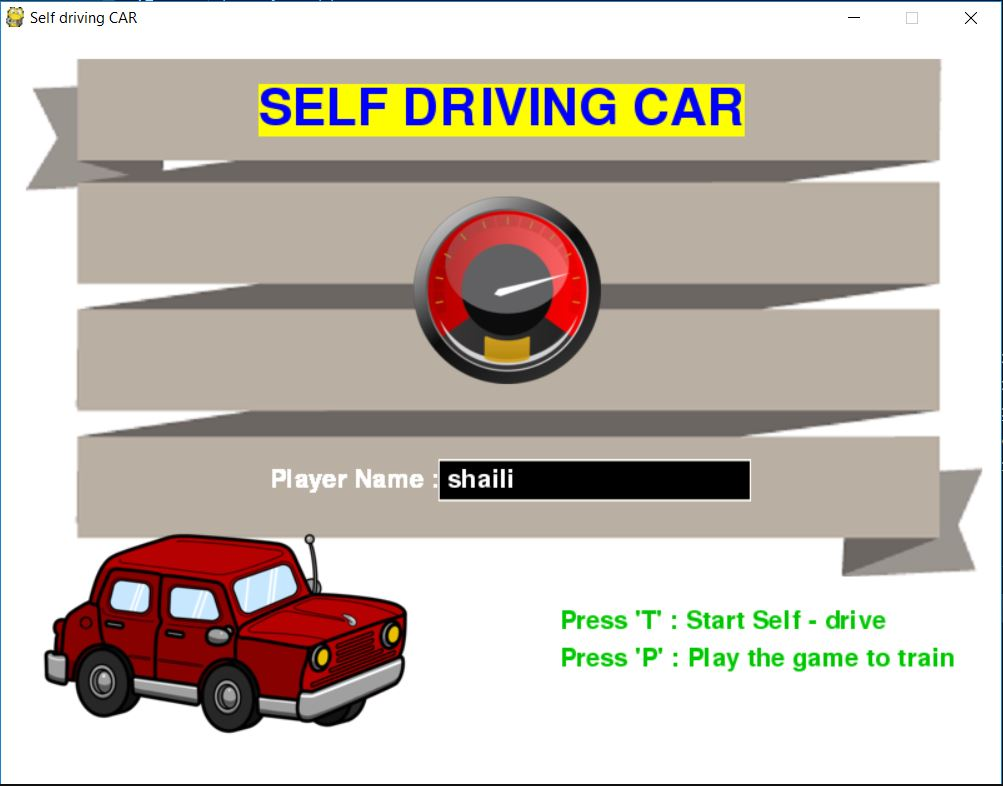 Self driving CAR
SELF DRIVING CAR
Player Name : shaili
Press 'T' : Start Self - drive
Press 'P' : Play the game to train